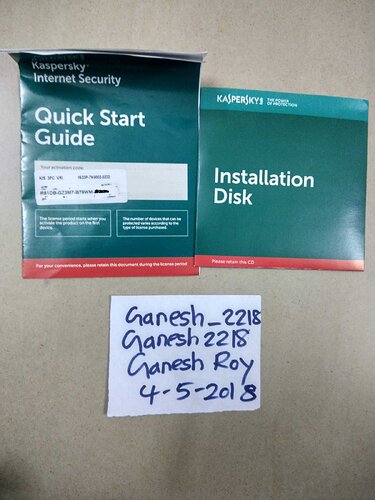 Kaspersky
Internet Security
Quick Start
Guide
Your activation code:
The license period starts when you
activate the product on the first
device.
The number of devices that can be
protected varies according to the
type of license purchased.
For your convenience, please retain this document during the license period
KASPERSKY THE POWER
OF PROTECTION
Installation
Disk
Please retain this CD
Ganesh_2218
Ganesh 2218
Ganesh Roy
4-5-2018